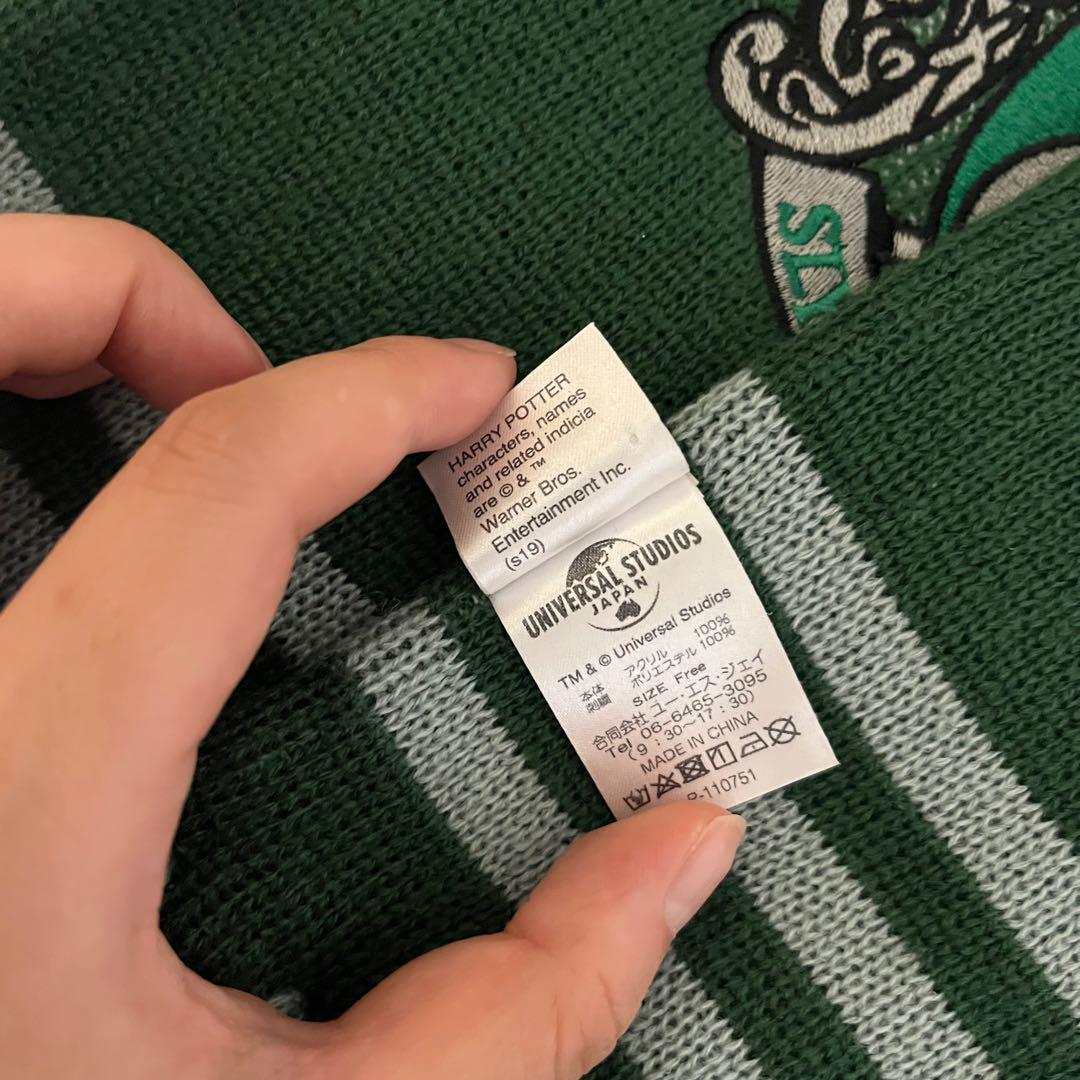 HARRY POTTER
characters, names
and related indicia
are © & ™
Warner Bros.
Entertainment Inc.
(s19)
UNIVERSAL STUDIOS
JAPAN
TM & © Universal Studios
本体 アクリル 100%
刺繍 ポリエステル 100%
SIZE Free
合同会社 ユー・エス・ジェイ
Tel 06-6465-3095
(9:30〜17:30)
MADE IN CHINA
-110751
SLY